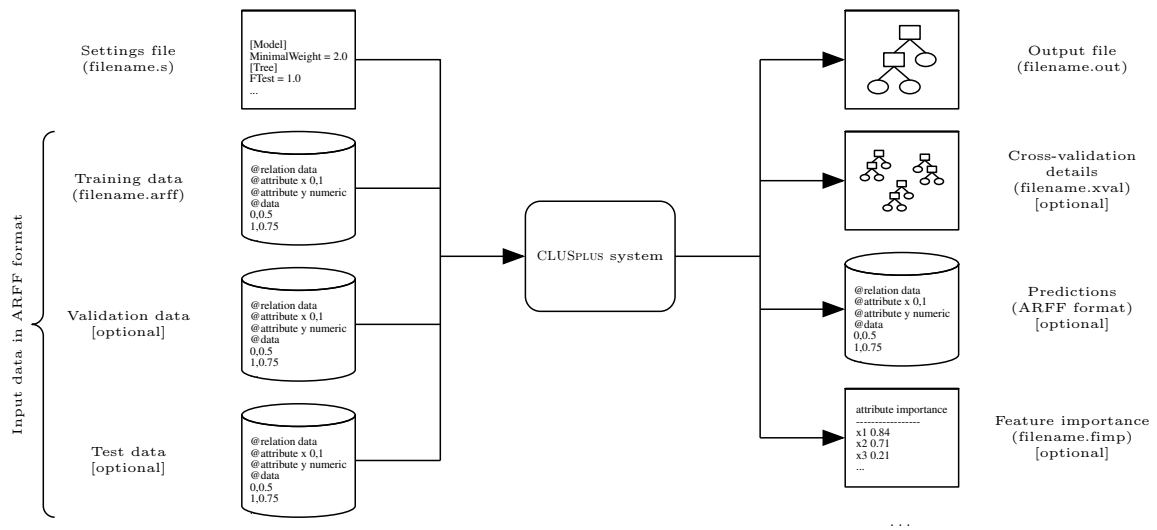 Settings file
(filename.s)
[Model]
MinimalWeight = 2.0
[Tree]
FTest = 1.0
...
Input data in ARFF format
Training data
(filename.arff)
@relation data
@attribute x 0,1
@attribute y numeric
@data
0,0.5
1,0.75
Validation data
[optional]
@relation data
@attribute x 0,1
@attribute y numeric
@data
0,0.5
1,0.75
Test data
[optional]
@relation data
@attribute x 0,1
@attribute y numeric
@data
0,0.5
1,0.75
CLUSPLUS system
Output file
(filename.out)
Cross-validation
details
(filename.xval)
[optional]
@relation data
@attribute x 0,1
@attribute y numeric
@data
0,0.5
1,0.75
Predictions
(ARFF format)
[optional]
attribute importance
-----------------
x1 0.84
x2 0.71
x3 0.21
...
Feature importance
(filename.fimp)
[optional]
...